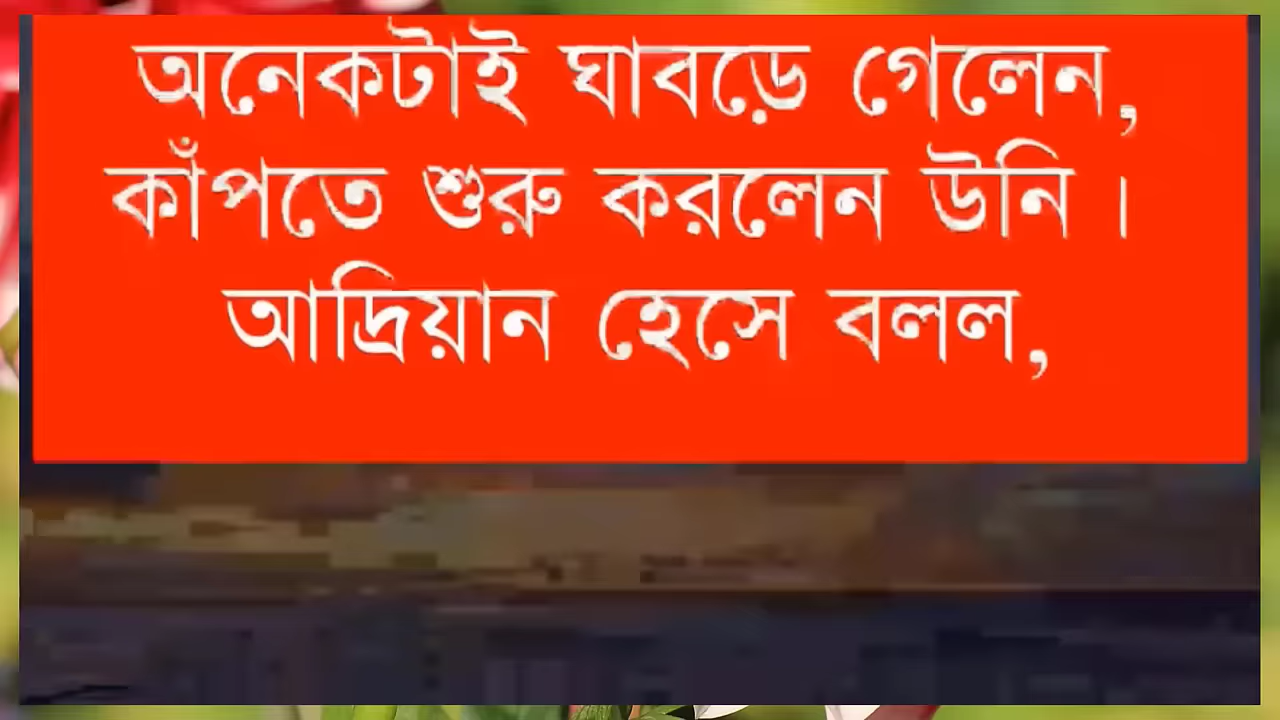 অনেকটাই ঘাবড়ে গেলেন,
কাঁপতে শুরু করলেন উনি ।
আদ্রিয়ান হেসে বলল,